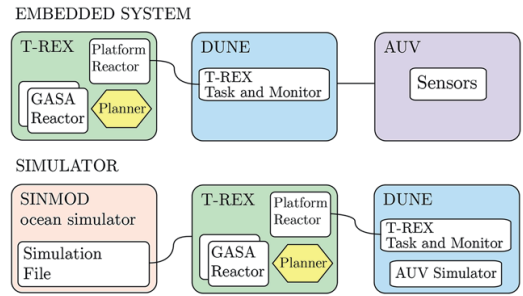 EMBEDDED SYSTEM
T-REX
Platform
Reactor
GASA
Reactor
Planner
DUNE
T-REX
Task and Monitor
AUV
Sensors
SIMULATOR
SINMOD
ocean simulator
Simulation
File
T-REX
Platform
Reactor
GASA
Reactor
Planner
DUNE
T-REX
Task and Monitor
AUV Simulator